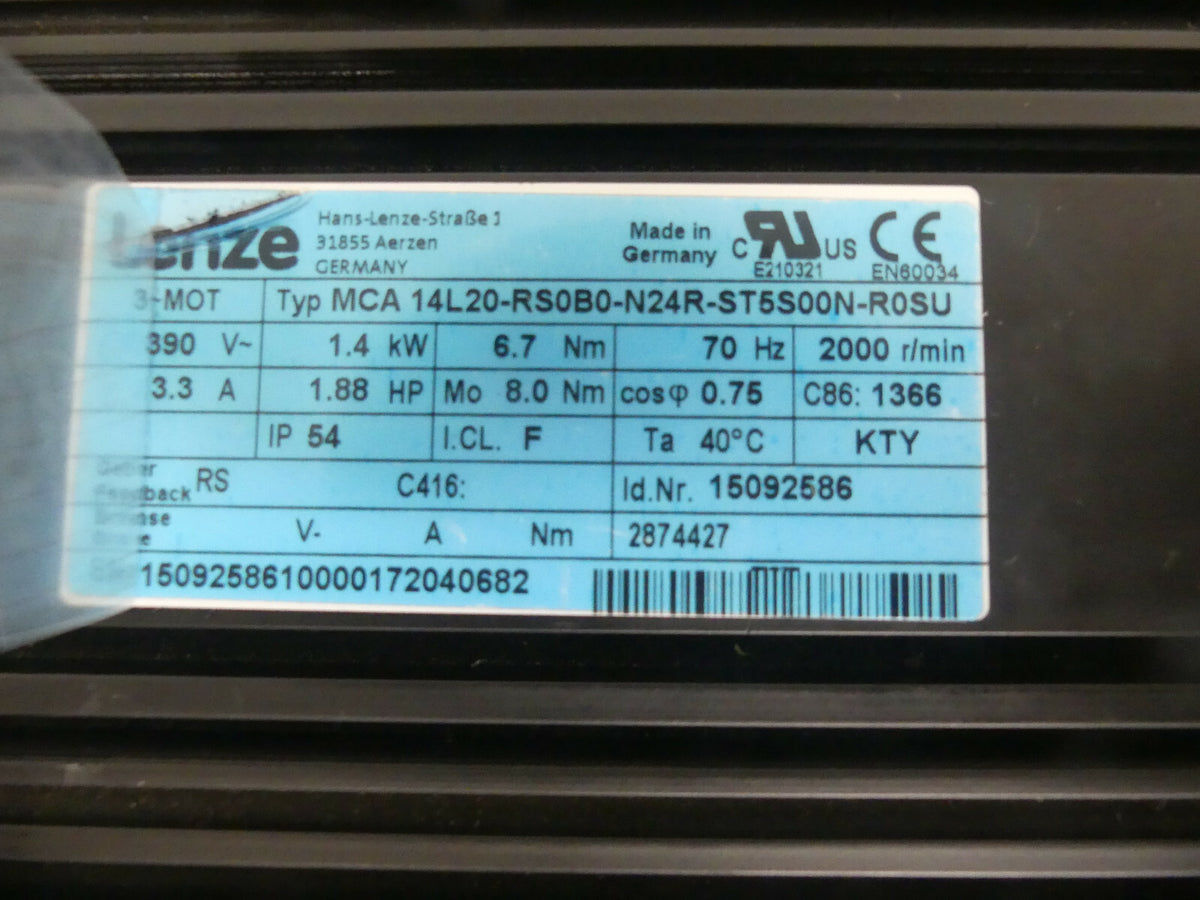 Lenze
Hans-Lenze-Straße 1
31855 Aerzen
GERMANY
Made in
Germany
C RU US
E210321
CE
EN60034
3~MOT Typ MCA 14L20-RS0B0-N24R-ST5S00N-R0SU
390 V~ 1.4 kW 6.7 Nm 70 Hz 2000 r/min
3.3 A 1.88 HP Mo 8.0 Nm cosφ 0.75 C86: 1366
IP 54 I.CL. F Ta 40°C KTY
Geber
Feedback RS C416: Id.Nr. 15092586
V- A Nm 2874427
1509258610000172040682